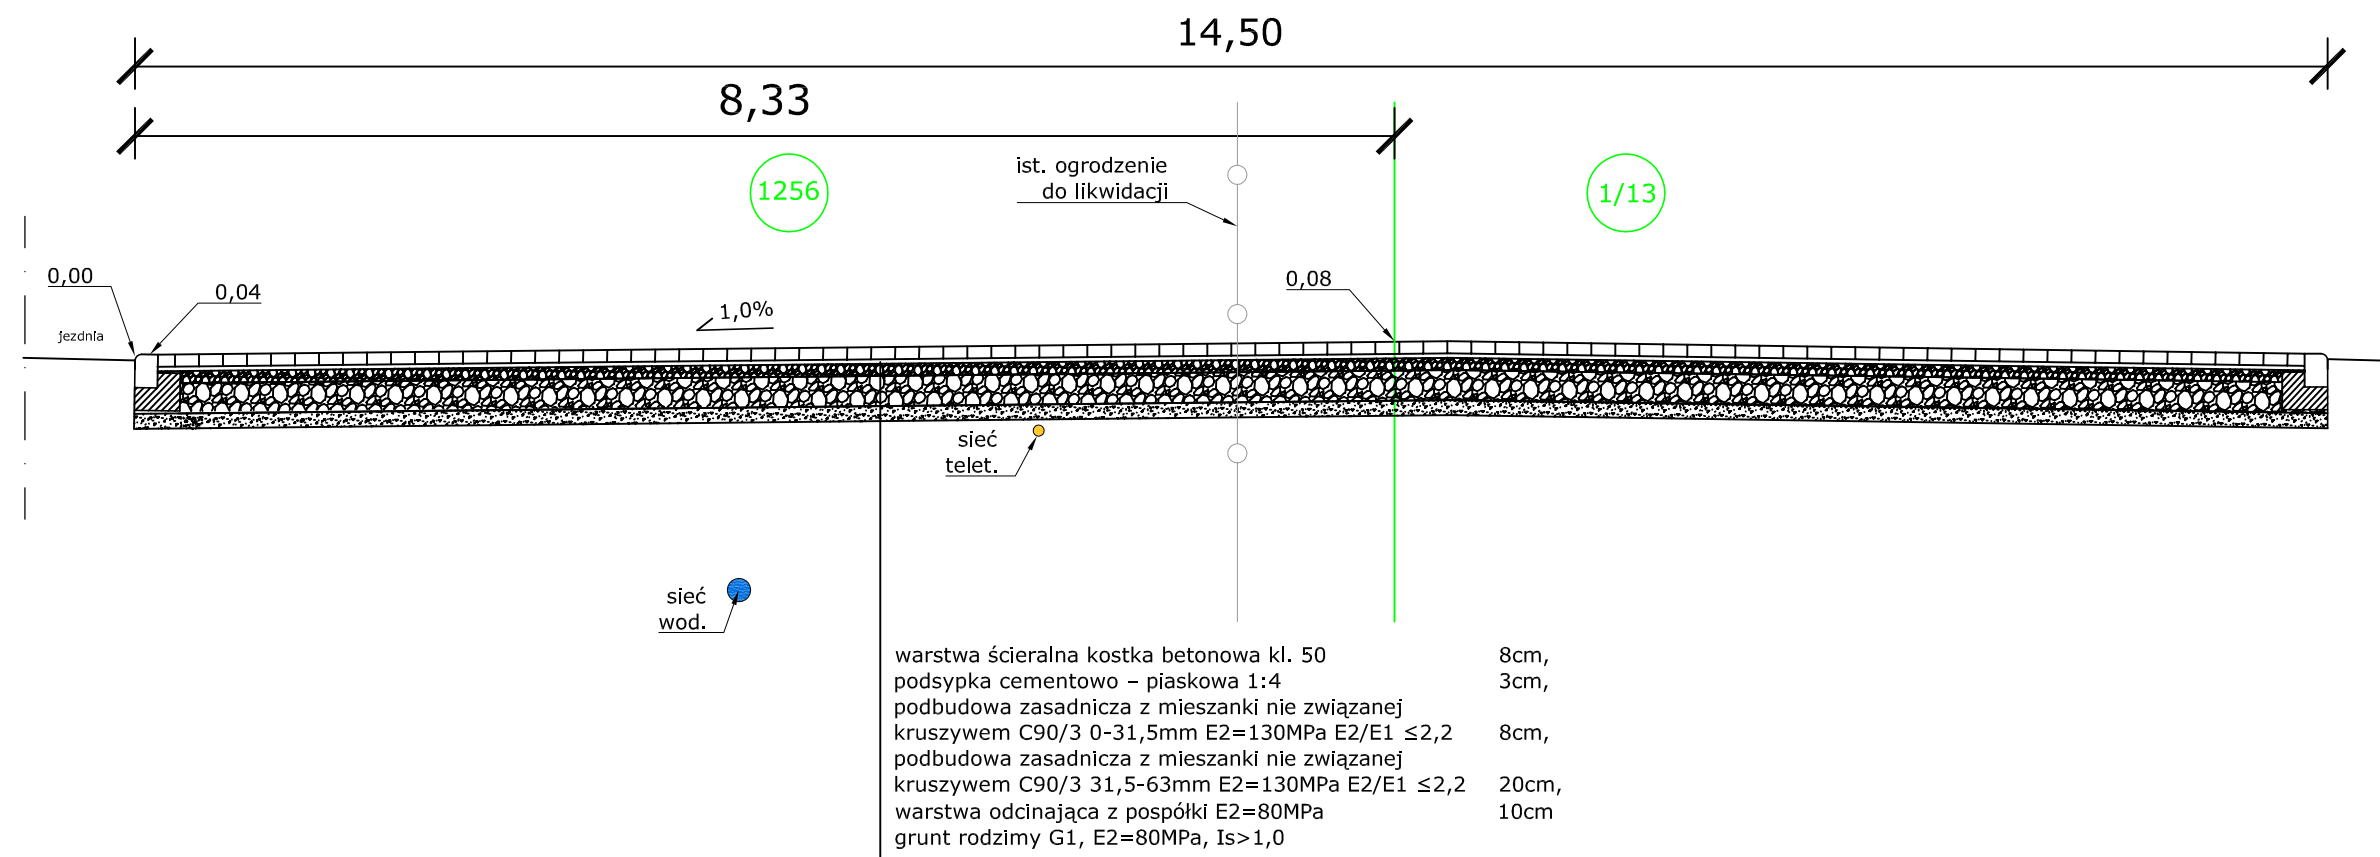 14,50
8,33
ist. ogrodzenie
do likwidacji
1256
1/13
0,00
0,04
1,0%
0,08
jezdnia
sieć
telet.
sieć
wod.
warstwa ścieralna kostka betonowa kl. 50 8cm,
podsypka cementowo – piaskowa 1:4 3cm,
podbudowa zasadnicza z mieszanki nie związanej
kruszywem C90/3 0-31,5mm E2=130MPa E2/E1 ≤2,2 8cm,
podbudowa zasadnicza z mieszanki nie związanej
kruszywem C90/3 31,5-63mm E2=130MPa E2/E1 ≤2,2 20cm,
warstwa odcinająca z pospółki E2=80MPa 10cm
grunt rodzimy G1, E2=80MPa, Is>1,0